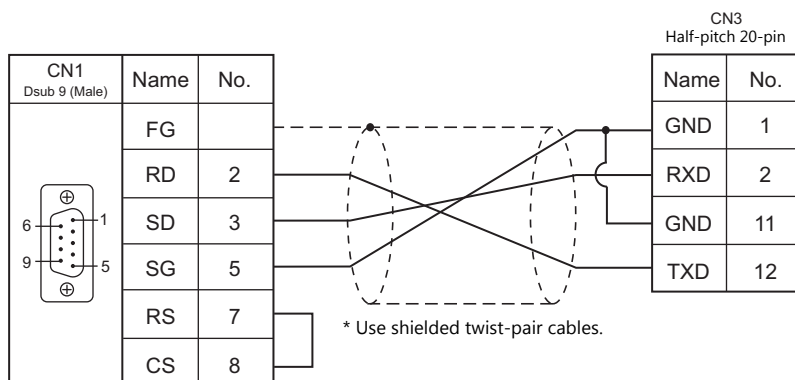 CN3
Half-pitch 20-pin
CN1
Dsub 9 (Male)
Name No.
Name No.
FG
GND 1
RD 2
RXD 2
SD 3
GND 11
SG 5
TXD 12
RS 7
CS 8
6
1
9
5
* Use shielded twist-pair cables.